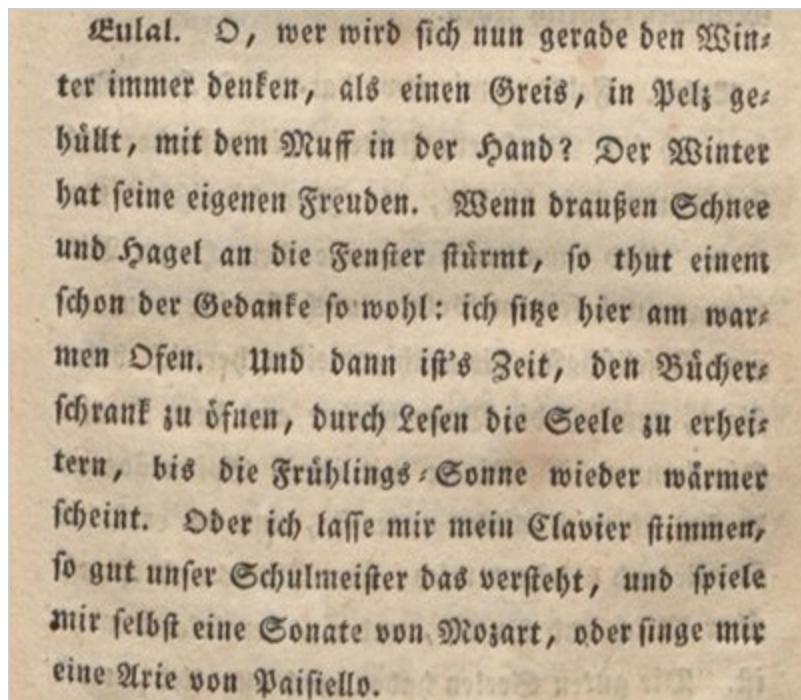 Eulal. O, wer wird ſich nun gerade den Win⸗
ter immer denken, als einen Greis, in Pelz ge⸗
hüllt, mit dem Muff in der Hand? Der Winter
hat ſeine eigenen Freuden. Wenn draußen Schnee
und Hagel an die Fenſter ſtürmt, ſo thut einem
ſchon der Gedanke ſo wohl: ich ſitze hier am war⸗
men Ofen. Und dann iſt's Zeit, den Bücher⸗
ſchrank zu öfnen, durch Leſen die Seele zu erhei⸗
tern, bis die Frühlings⸗Sonne wieder wärmer
ſcheint. Oder ich laſſe mir mein Clavier ſtimmen,
ſo gut unſer Schulmeiſter das verſteht, und ſpiele
mir ſelbſt eine Sonate von Mozart, oder ſinge mir
eine Arie von Paiſiello.